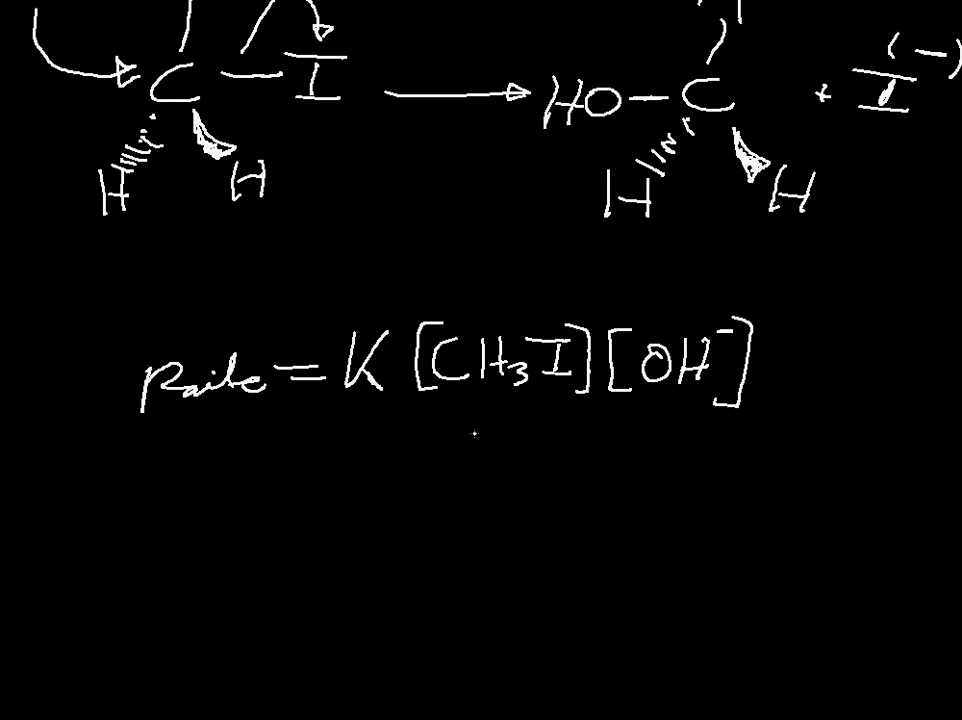 C — I → HO — C + I (-)
H H H H
Rate = K [CH₃I] [OH⁻]